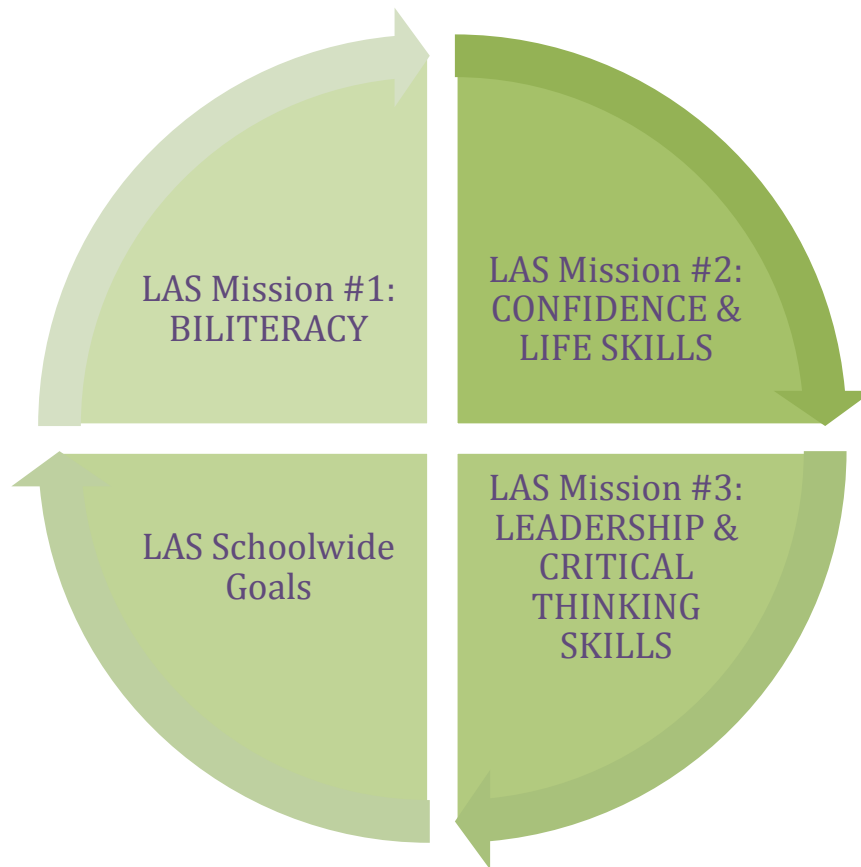 LAS Mission #1:
BILITERACY
LAS Mission #2:
CONFIDENCE &
LIFE SKILLS
LAS Mission #3:
LEADERSHIP &
CRITICAL
THINKING
SKILLS
LAS Schoolwide
Goals